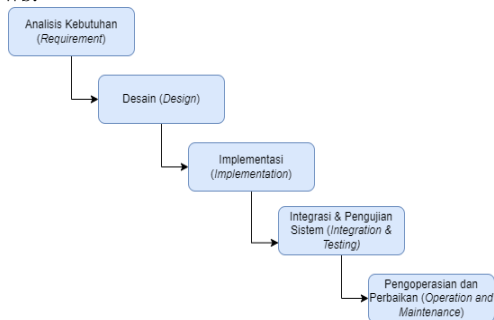 Analisis Kebutuhan
(Requirement)
Desain (Design)
Implementasi
(Implementation)
Integrasi & Pengujian
Sistem (Integration &
Testing)
Pengoperasian dan
Perbaikan (Operation and
Maintenance)